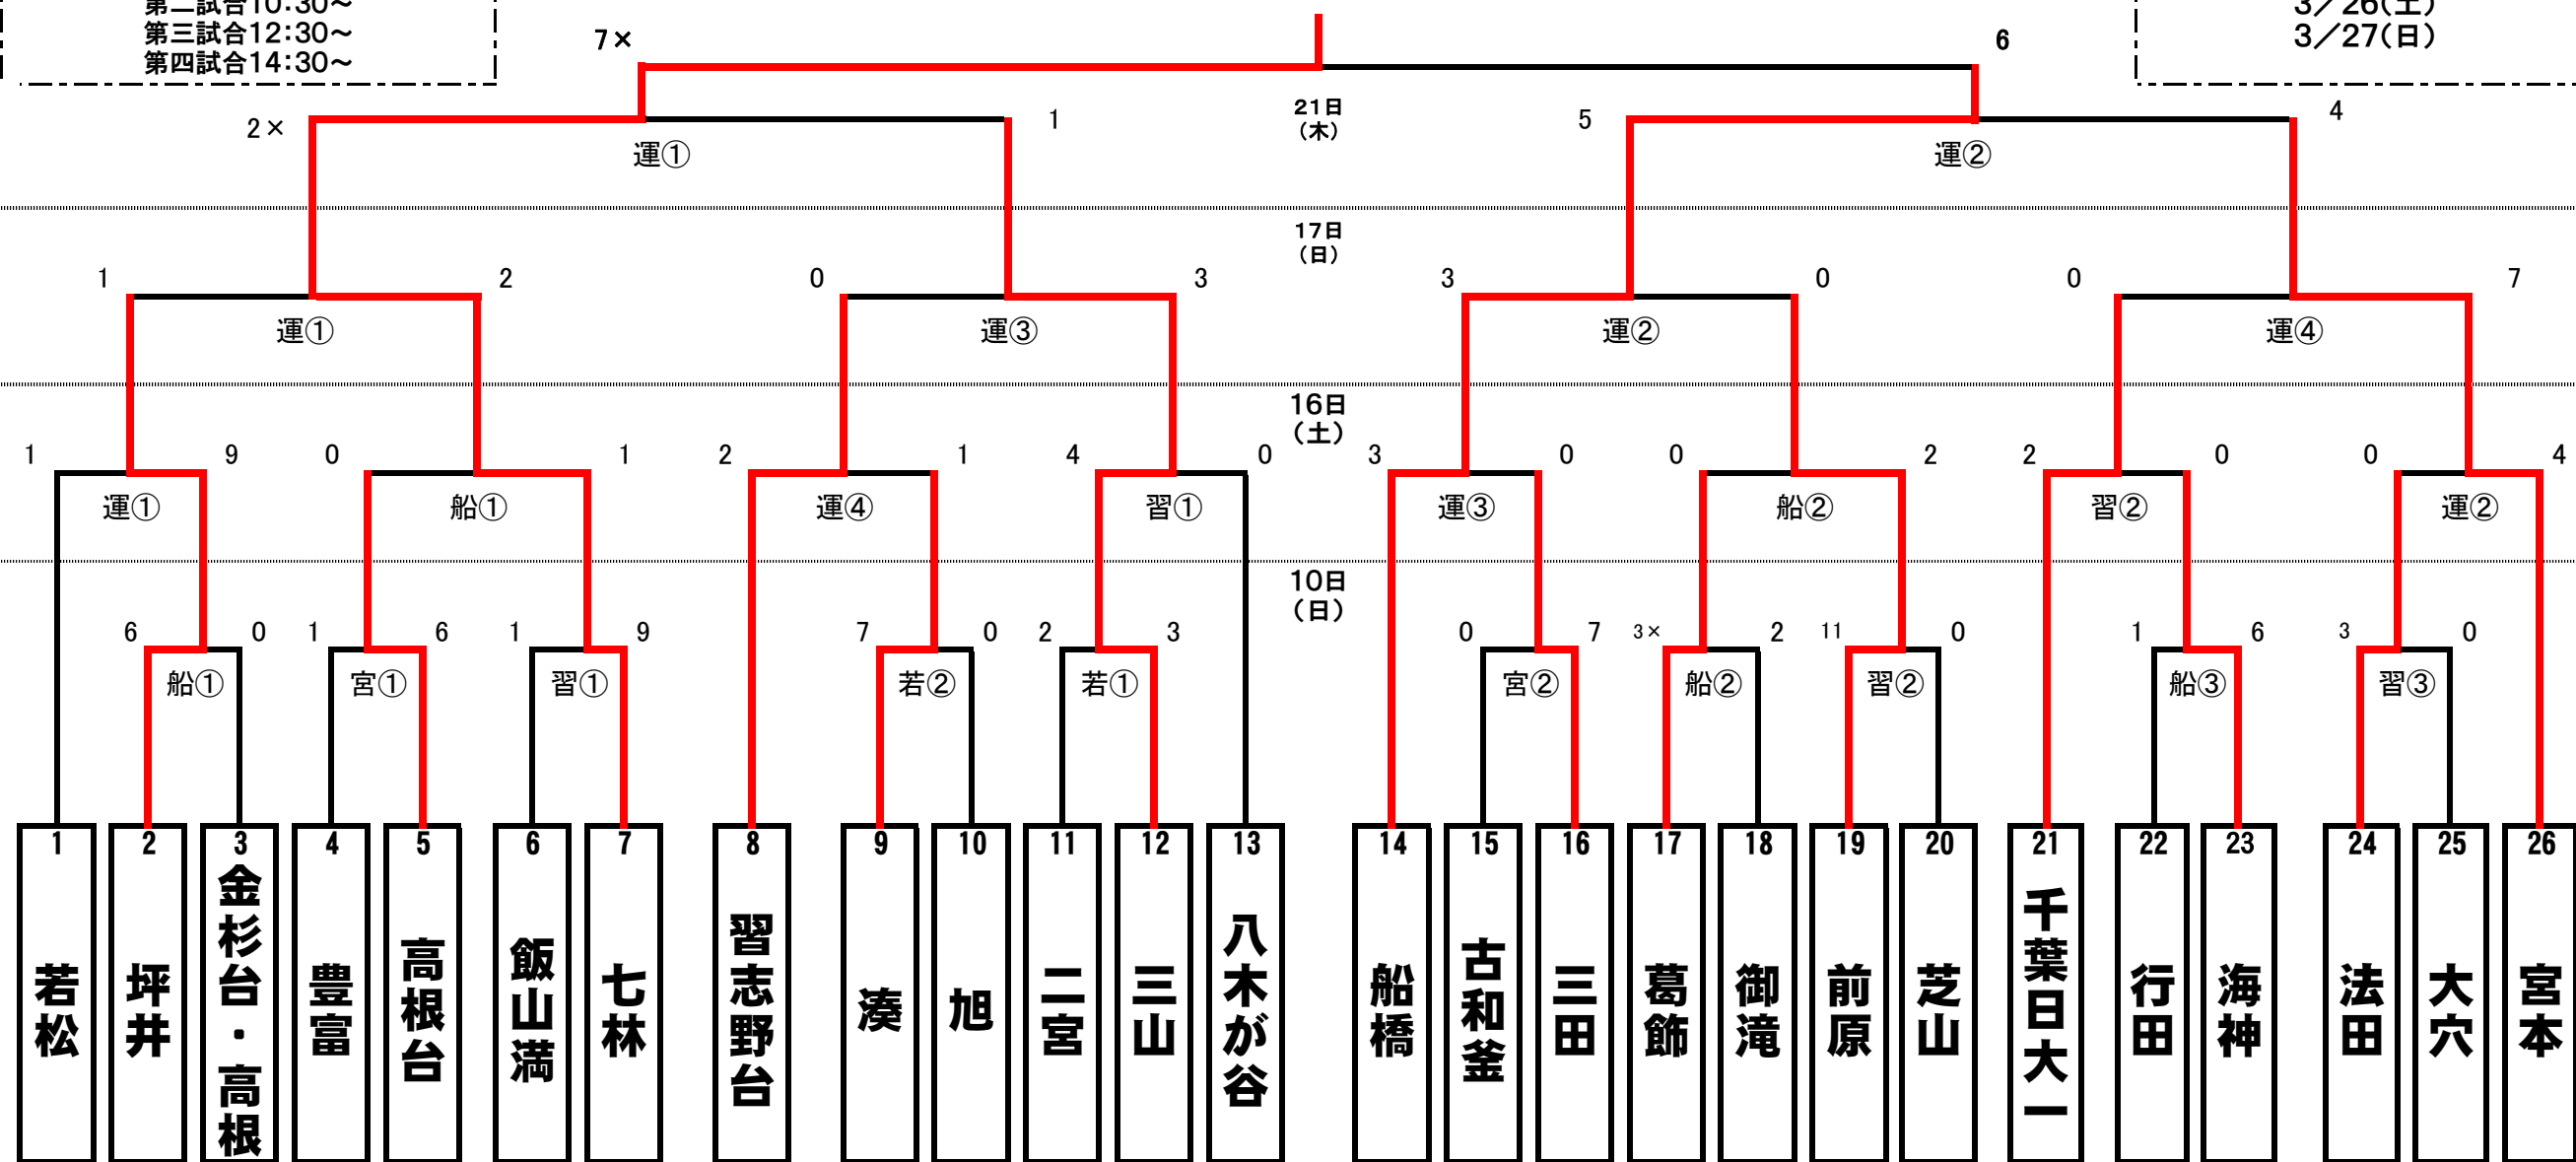 第二試合10:30～
第三試合12:30～
第四試合14:30～
3／26(土)
3／27(日)
7×
6
2×
1
21日
(木)
5
4
運①
運②
17日
(日)
1
2
0
3
3
0
0
7
運①
運③
運②
運④
16日
(土)
1
9
0
1
2
1
4
0
3
0
0
2
2
0
0
4
運①
船①
運④
習①
運③
船②
習②
運②
10日
(日)
6
0
1
6
1
9
7
0
2
3
0
7
3×
2
11
0
1
6
3
0
船①
宮①
習①
若②
若①
宮②
船②
習②
船③
習③
1
2
3
4
5
6
7
8
9
10
11
12
13
14
15
16
17
18
19
20
21
22
23
24
25
26
若松
坪井
金杉台・高根
豊富
高根台
飯山満
七林
習志野台
湊
旭
二宮
三山
八木が谷
船橋
古和釜
三田
葛飾
御滝
前原
芝山
千葉日大一
行田
海神
法田
大穴
宮本